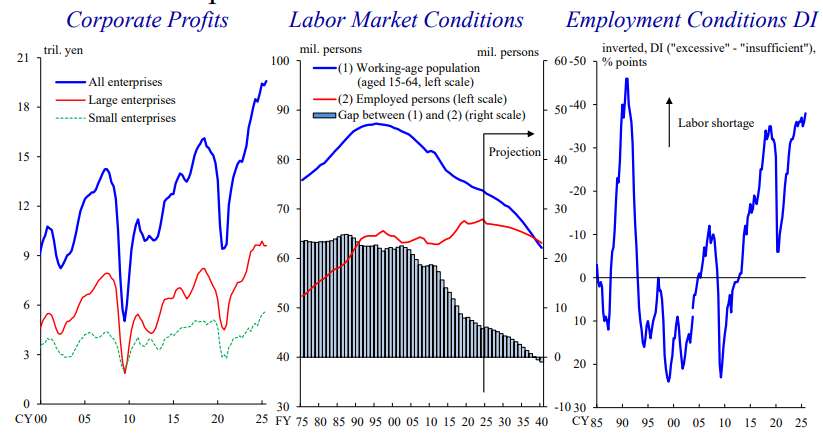 Corporate Profits
tril. yen
21
18
15
12
9
6
3
0
All enterprises
Large enterprises
Small enterprises
CY 00 05 10 15 20 25
Labor Market Conditions
mil. persons
mil. persons
100
90
80
70
60
50
40
30
(1) Working-age population
(aged 15-64, left scale)
(2) Employed persons (left scale)
Gap between (1) and (2) (right scale)
Projection
60
50
40
30
20
10
0
-10
FY 75 80 85 90 95 00 05 10 15 20 25 30 35 40
Employment Conditions DI
inverted, DI ("excessive" - "insufficient"),
% points
-50
-40
-30
-20
-10
0
10
20
30
Labor shortage
CY 85 90 95 00 05 10 15 20 25